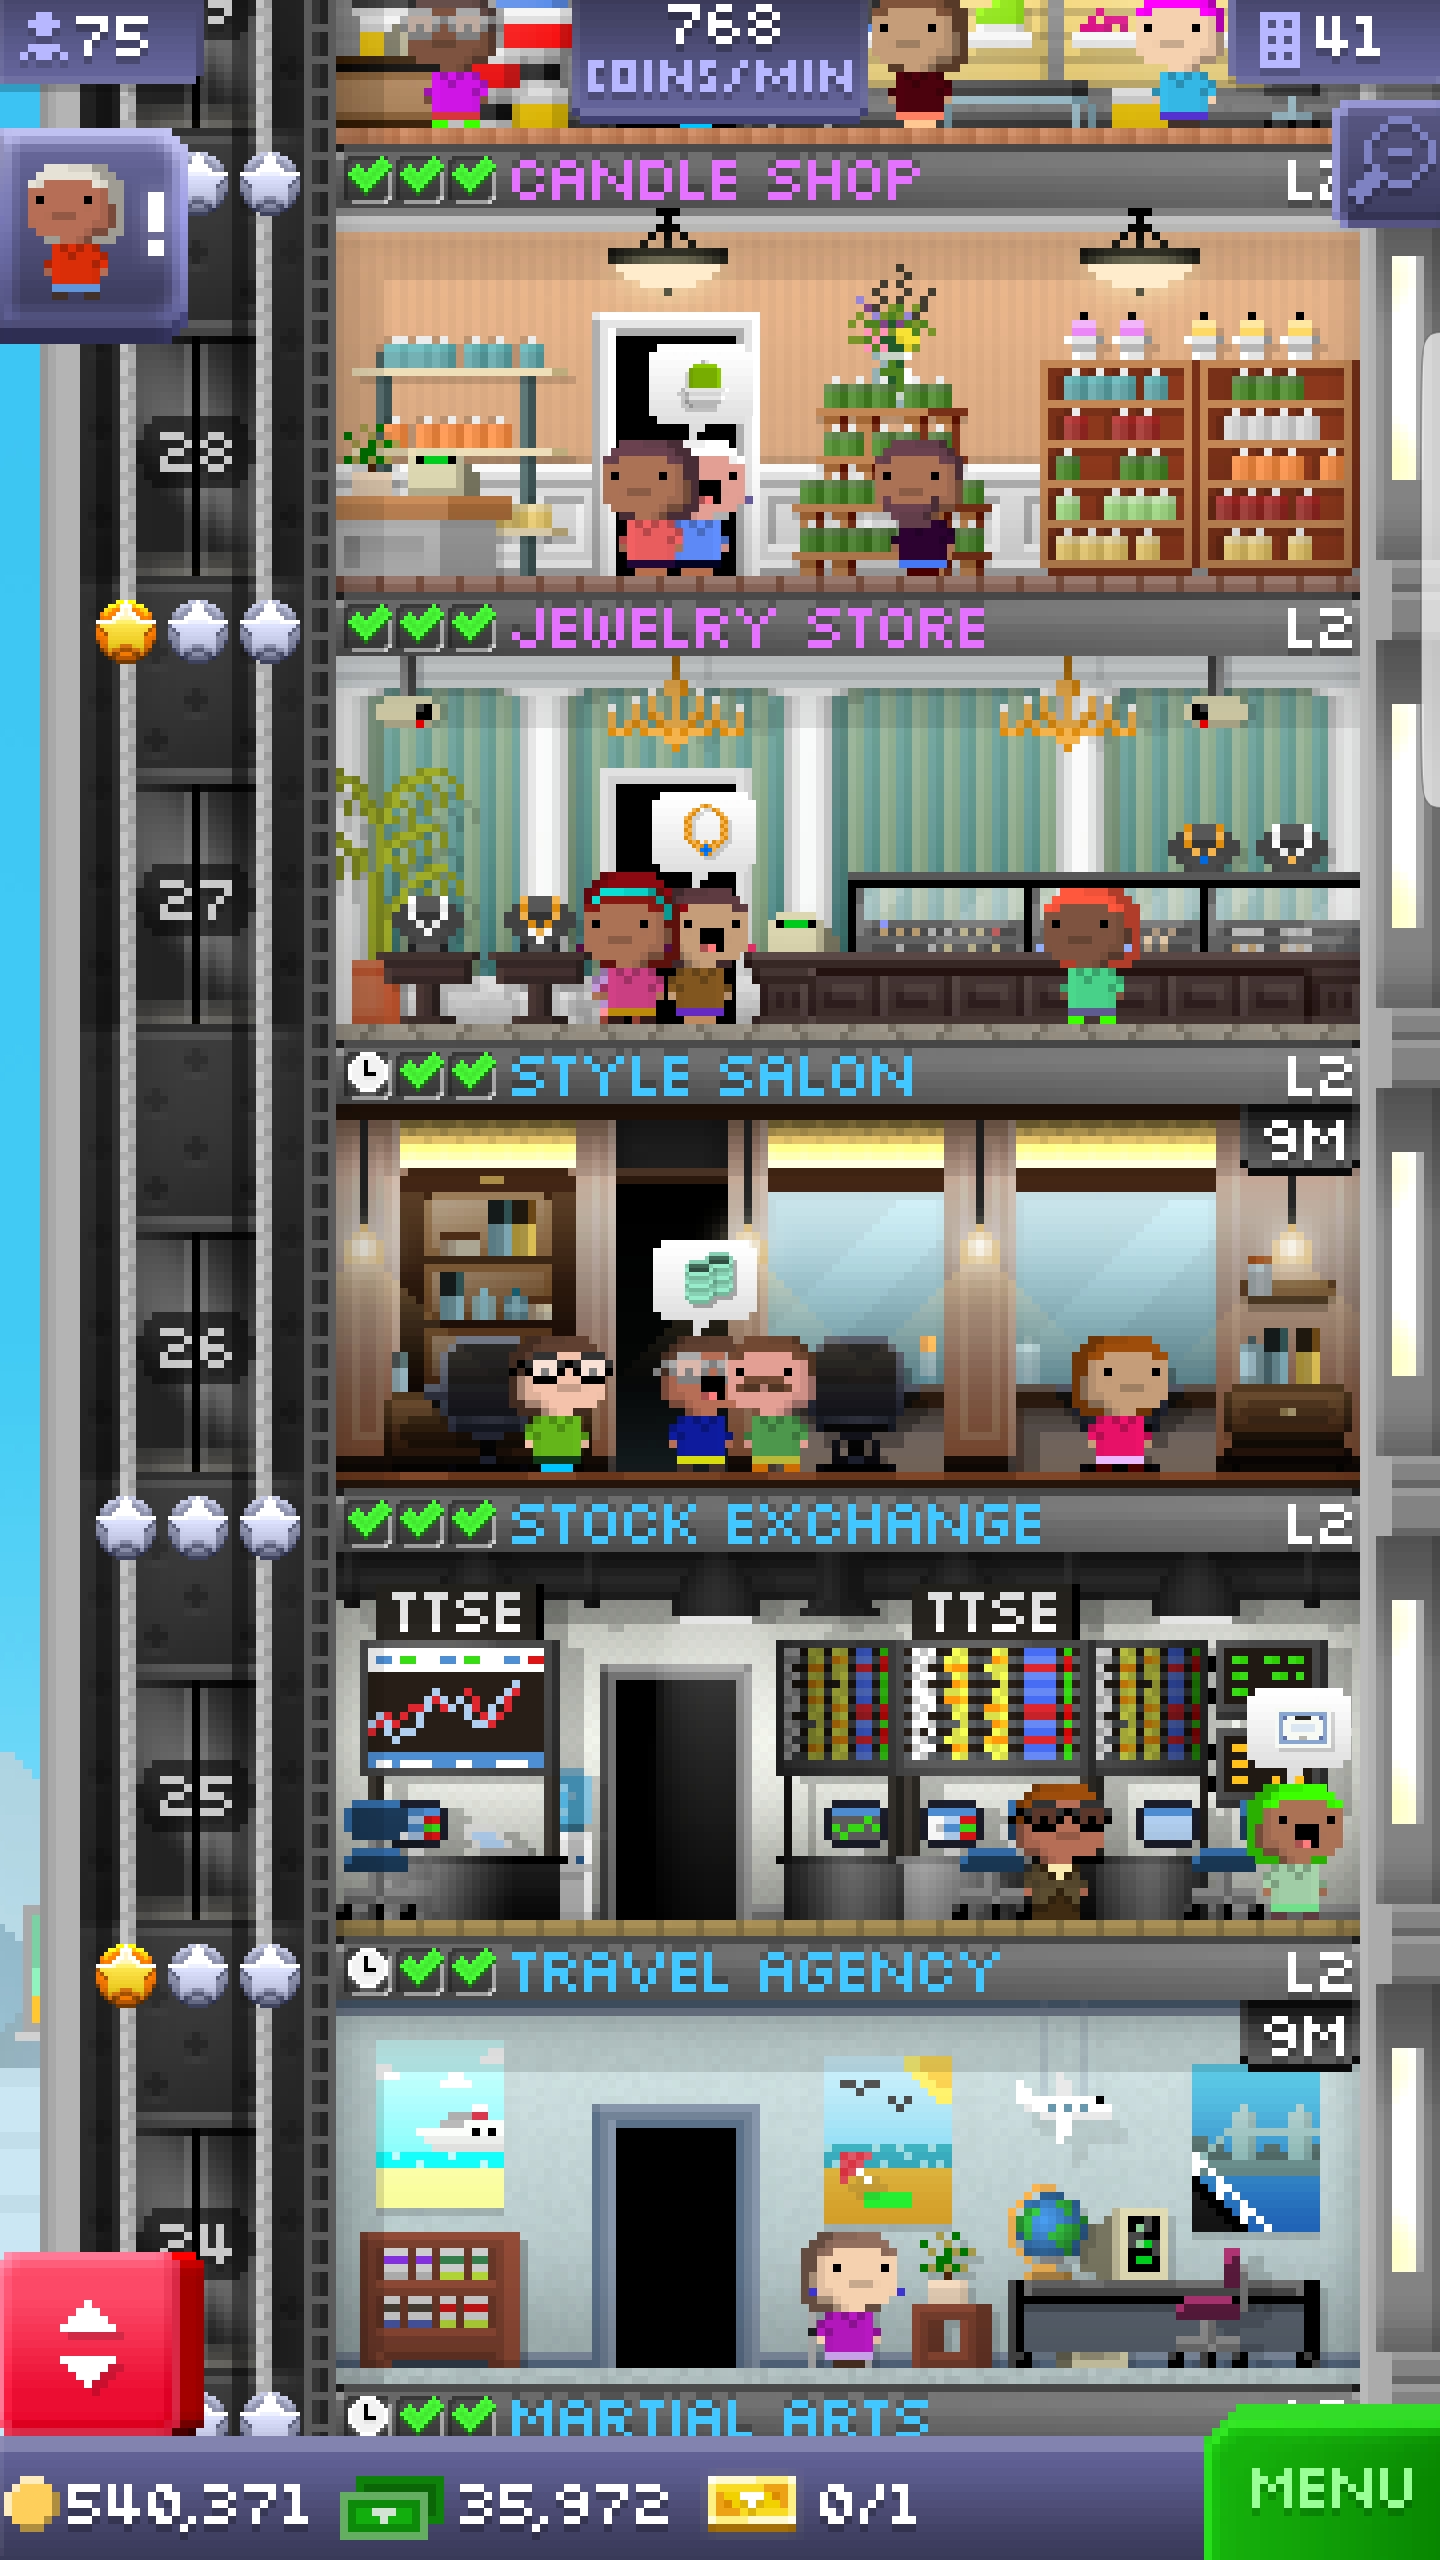 75
768
COINS/MIN
41
!
CANDLE SHOP
28
JEWELRY STORE L2
27
STYLE SALON L2
9M
26
STOCK EXCHANGE L2
TTSE TTSE
25
TRAVEL AGENCY L2
9M
24
MARTIAL ARTS
540,371 35,972 0/1
MENU